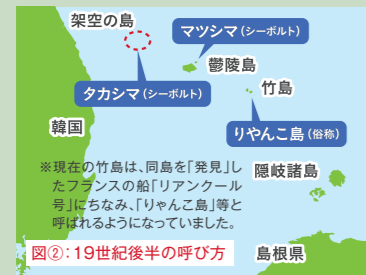 架空の島
マツシマ(シーボルト)
鬱陵島
竹島
タカシマ(シーボルト)
韓国
りやんこ島(俗称)
※現在の竹島は、同島を「発見」し
たフランスの船「リアンクール
号」にちなみ、「りゃんこ島」等と
呼ばれるようになっていました。
隠岐諸島
図②:19世紀後半の呼び方
島根県